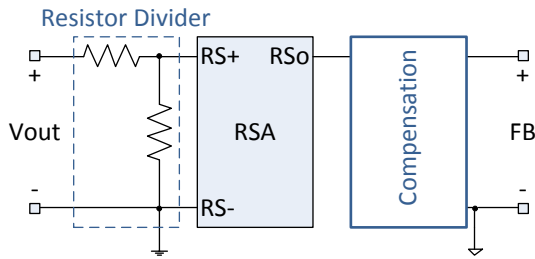 Resistor Divider
+
Vout
-
RS+
RSo
RSA
RS-
Compensation
+
FB
-